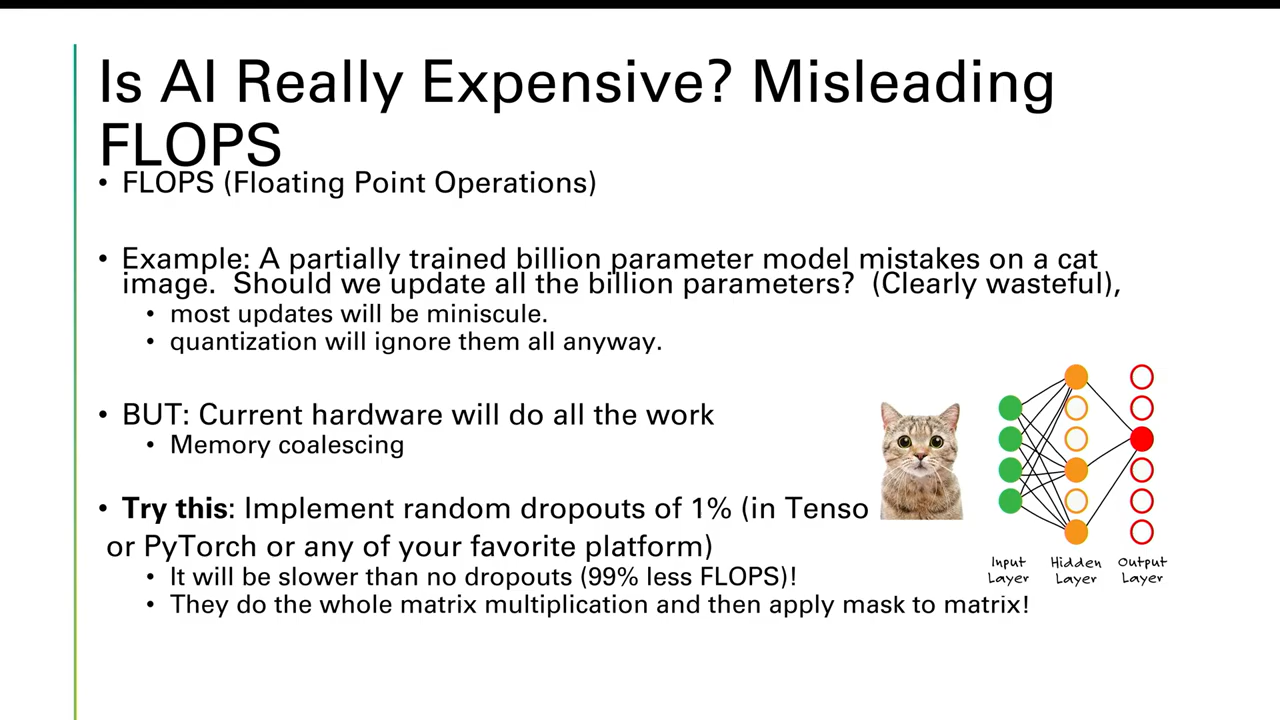 Is AI Really Expensive? Misleading
FLOPS
• FLOPS (Floating Point Operations)
• Example: A partially trained billion parameter model mistakes on a cat
image. Should we update all the billion parameters? (Clearly wasteful),
• most updates will be miniscule.
• quantization will ignore them all anyway.
• BUT: Current hardware will do all the work
• Memory coalescing
• Try this: Implement random dropouts of 1% (in Tenso
or PyTorch or any of your favorite platform)
• It will be slower than no dropouts (99% less FLOPS)!
• They do the whole matrix multiplication and then apply mask to matrix!
Input Hidden Output
Layer Layer Layer